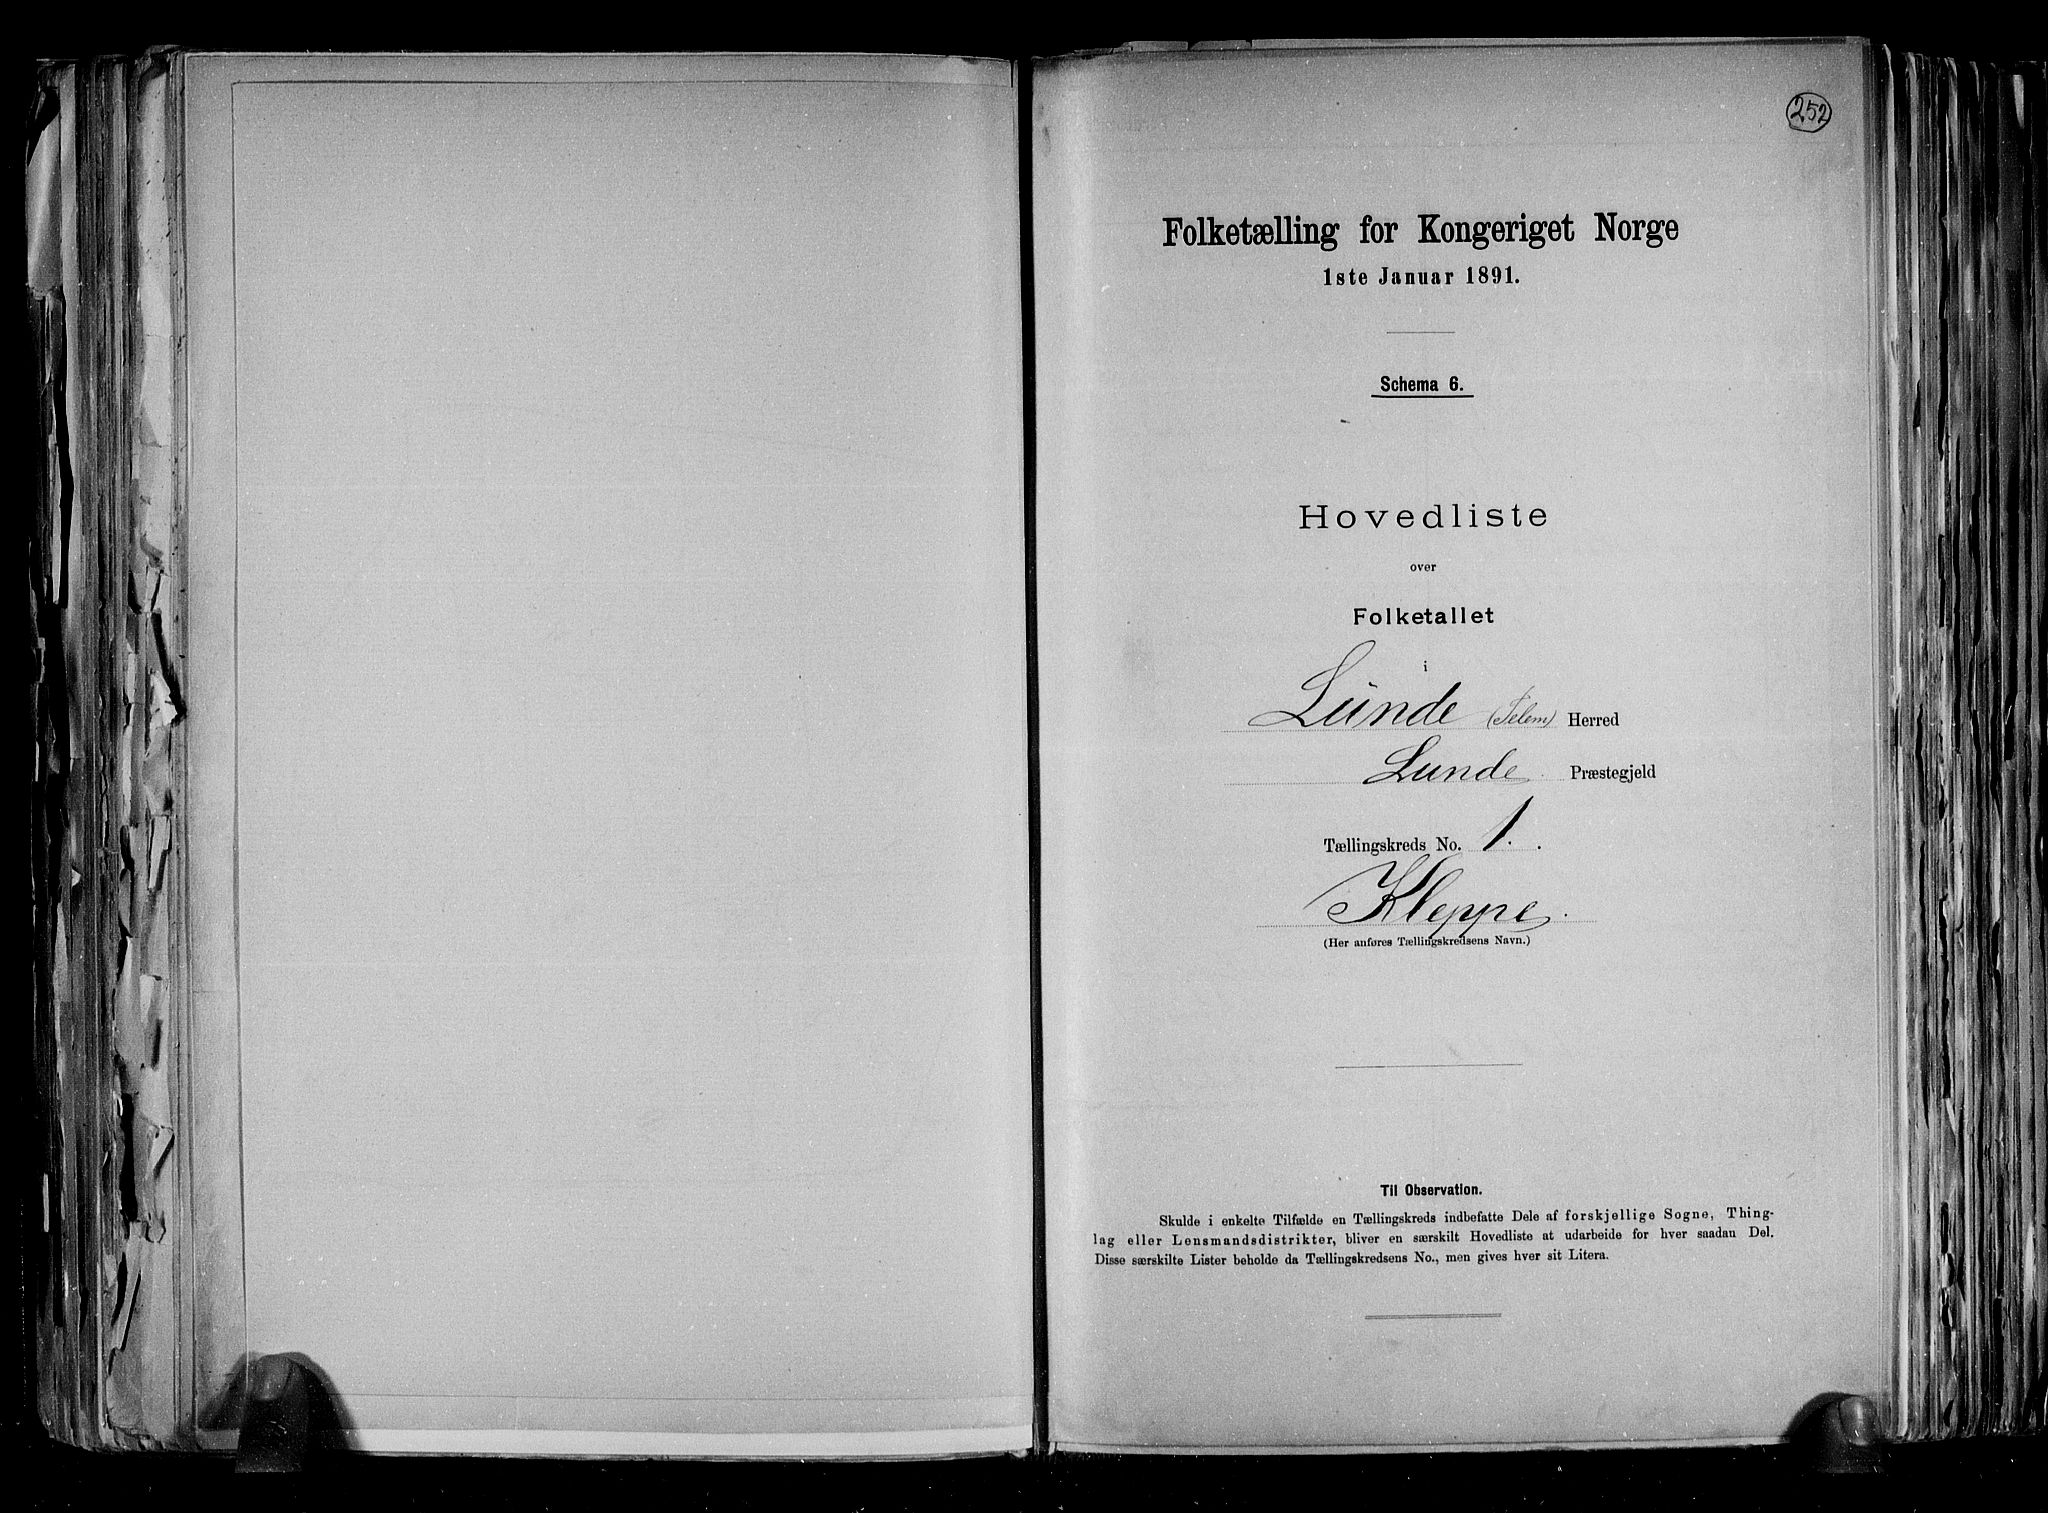 252
Folketælling for Kongeriget Norge
1ste Januar 1891.
Schema 6.
Hovedliste
over
Folketallet
i
Lunde (Telem) Herred
Lunde Præstegjeld
Tællingskreds No. 1.
Kleppe.
(Her anføres Tællingskredsens Navn.)
Til Observation.
Skulde i enkelte Tilfælde en Tællingskreds indbefatte Dele af forskjellige Sogne, Thing-
lag eller Lensmandsdistrikter, bliver en særskilt Hovedliste at udarbeide for hver saadan Del.
Disse særskilte Lister beholde da Tællingskredsens No., men gives hver sit Litera.